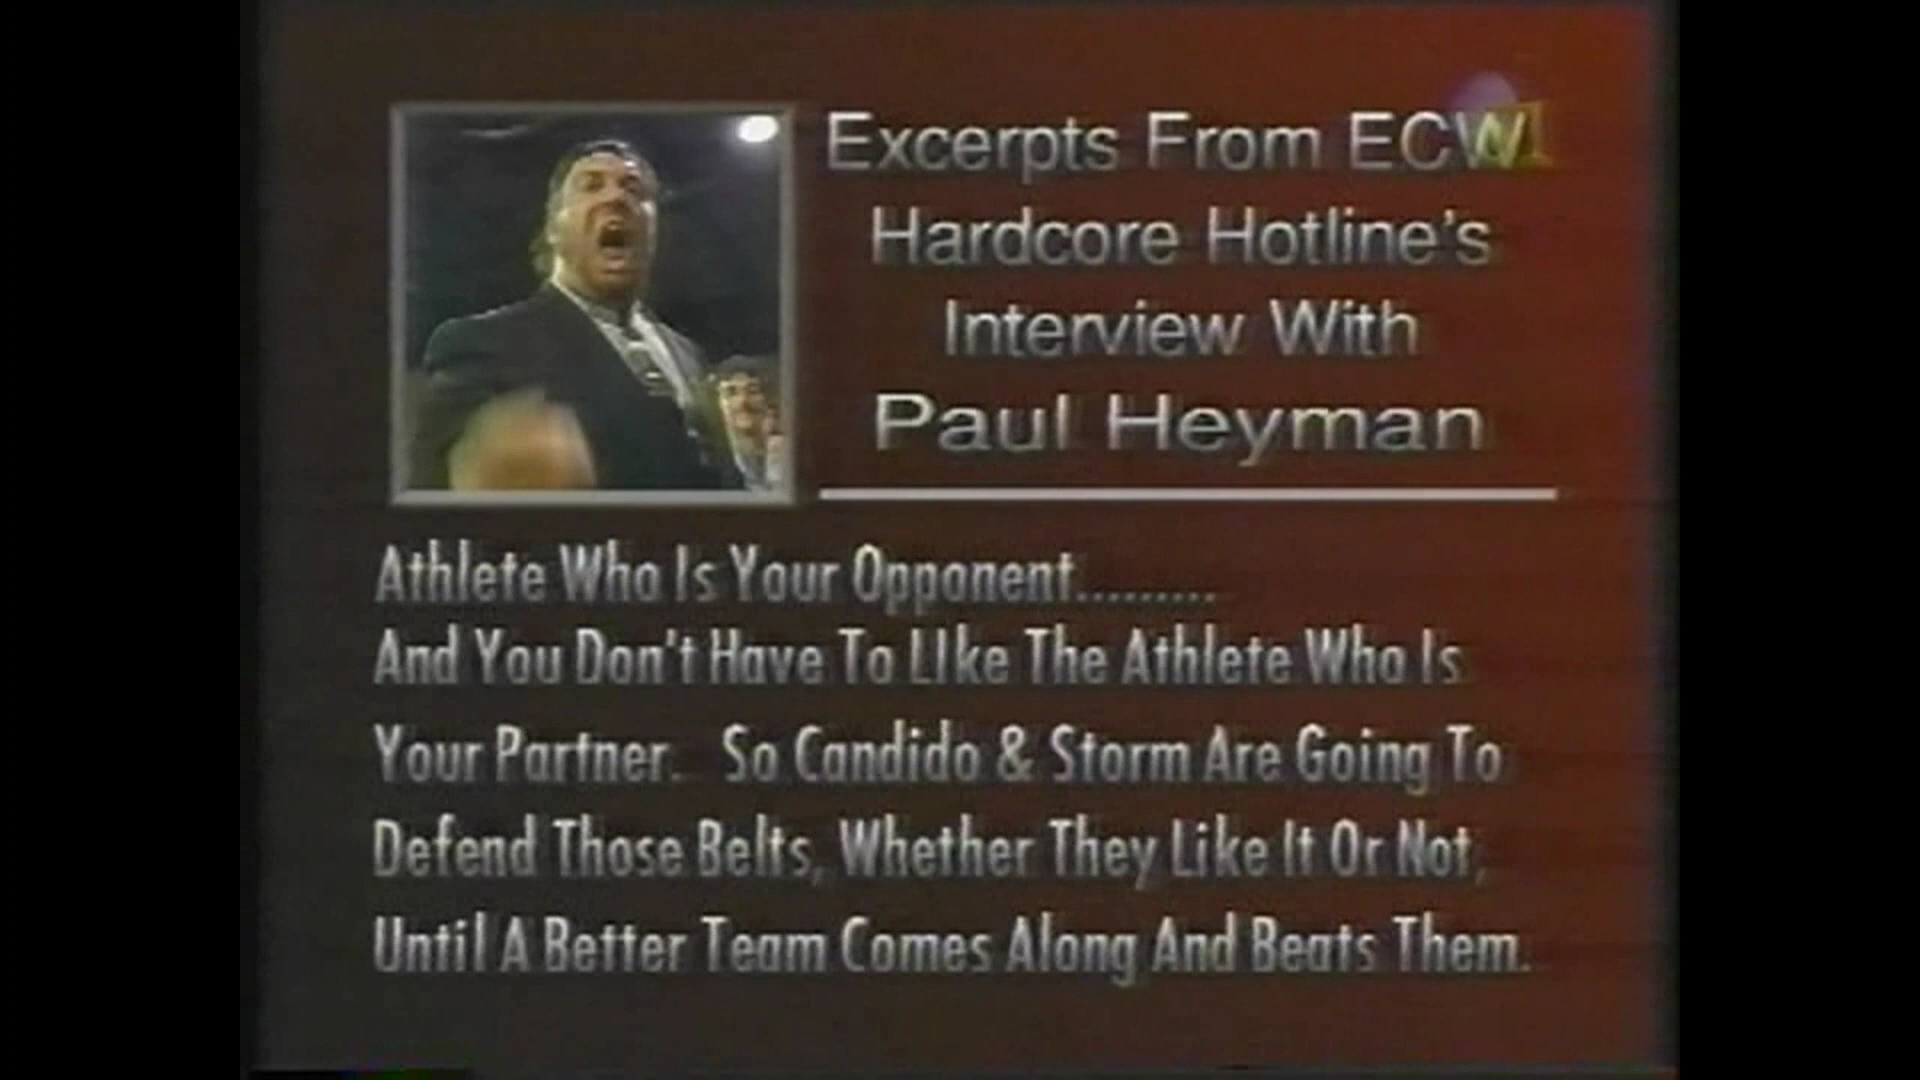 Excerpts From ECW
Hardcore Hotline's
Interview With
Paul Heyman
Athlete Who Is Your Opponent.........
And You Don't Have To LIke The Athlete Who Is
Your Partner. So Candido & Storm Are Going To
Defend Those Belts, Whether They Like It Or Not,
Until A Better Team Comes Along And Beats Them.